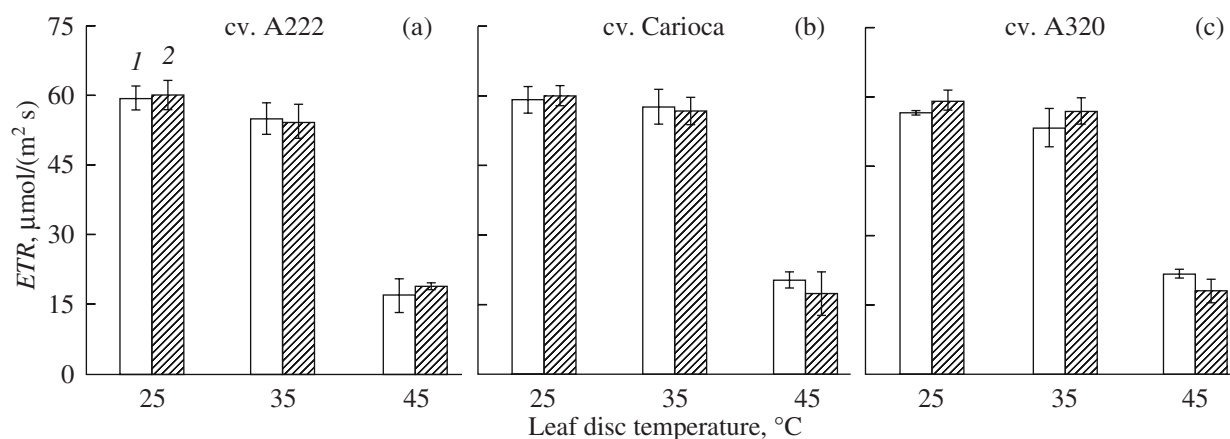 75
60
45
30
15
0
ETR, μmol/(m² s)
cv. A222 (a)
1 2
25 35 45
cv. Carioca (b)
25 35 45
cv. A320 (c)
25 35 45
Leaf disc temperature, °C